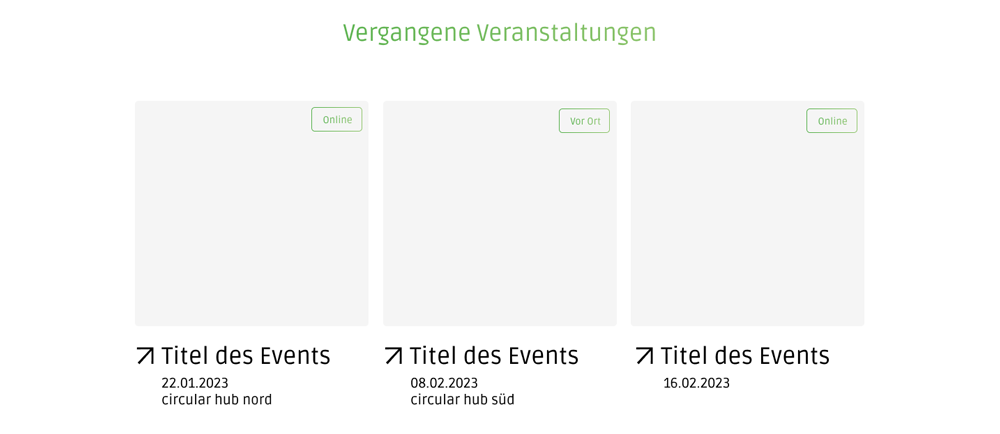 Vergangene Veranstaltungen
Online
Vor Ort
Online
Titel des Events
22.01.2023
circular hub nord
Titel des Events
08.02.2023
circular hub süd
Titel des Events
16.02.2023